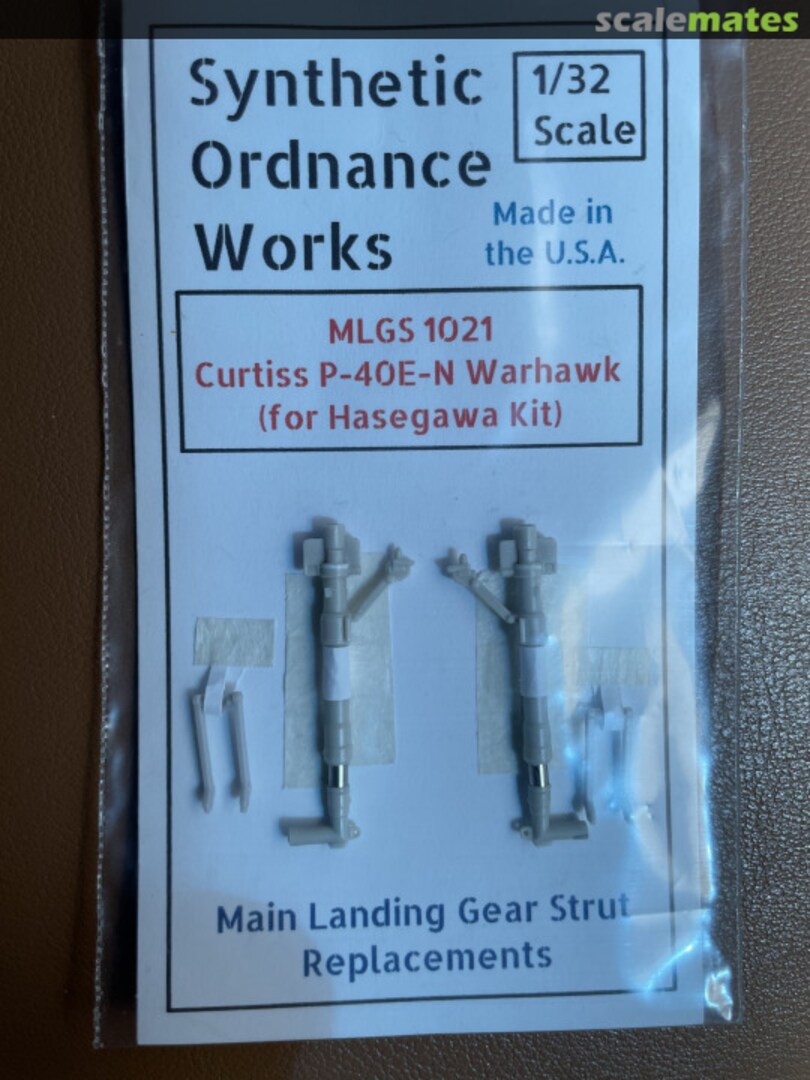 scalemates
Synthetic
Ordnance
Works
1/32
Scale
Made in
the U.S.A.
MLGS 1021
Curtiss P-40E-N Warhawk
(for Hasegawa Kit)
Main Landing Gear Strut
Replacements